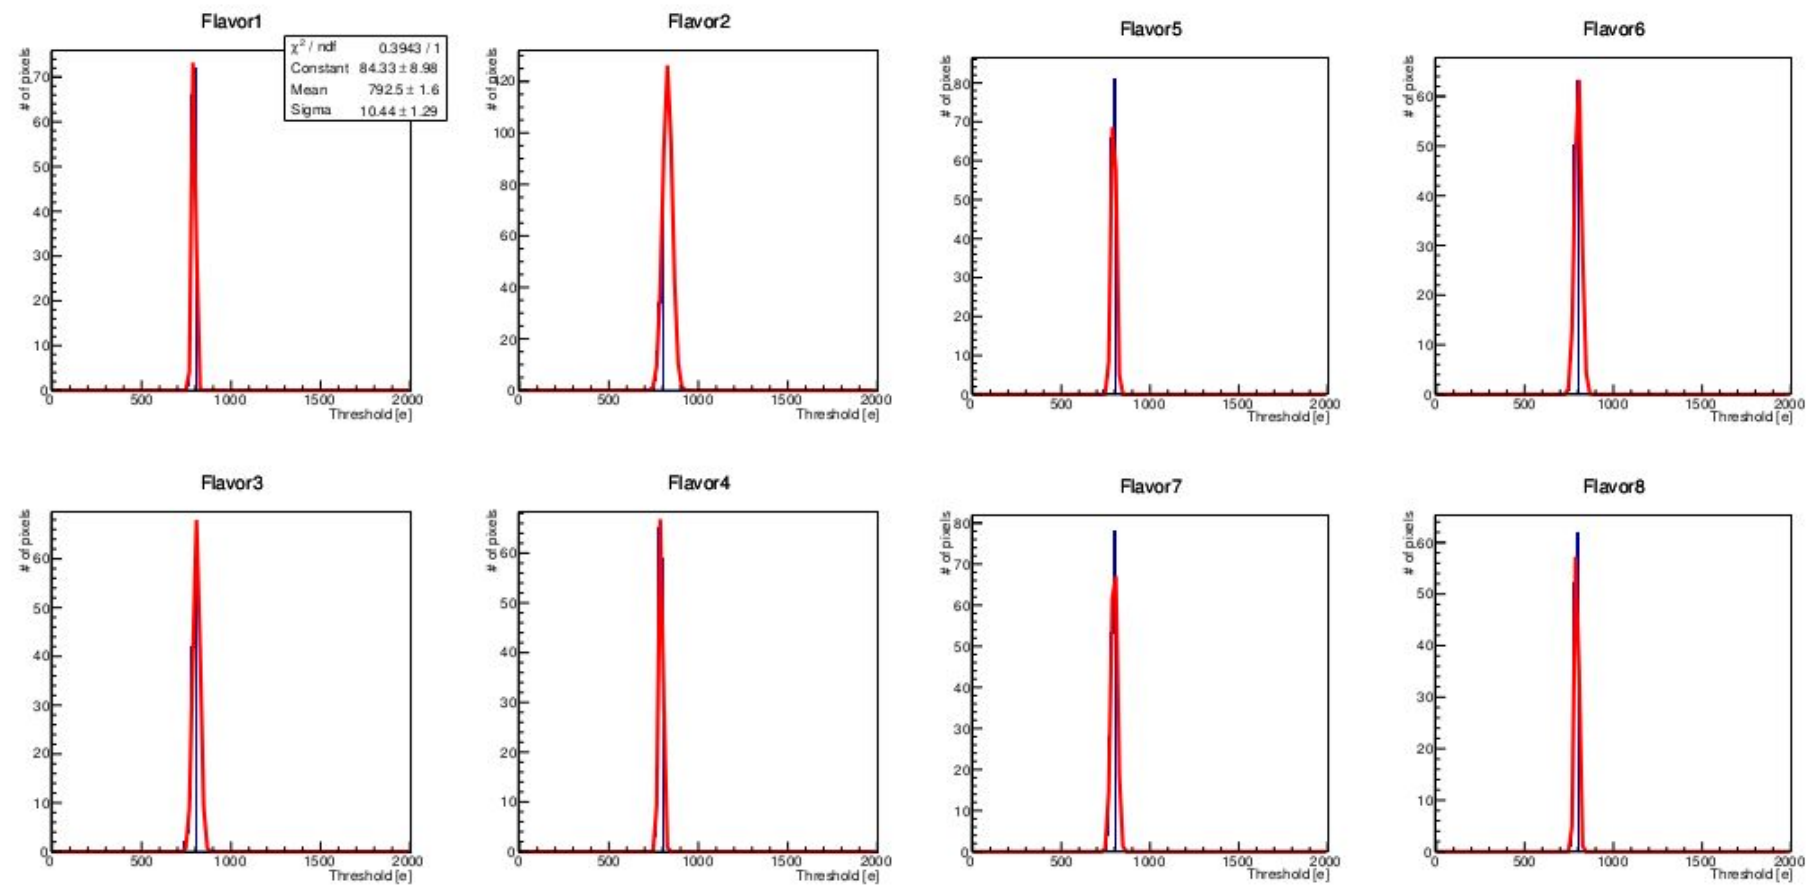 Flavor1
χ² / ndf 0.3943 / 1
Constant 84.33 ± 8.98
Mean 792.5 ± 1.6
Sigma 10.44 ± 1.29
# of pixels
70
60
50
40
30
20
10
0
0 500 1000 1500 2000
Threshold [e]
Flavor2
# of pixels
120
100
80
60
40
20
0
0 500 1000 1500 2000
Threshold [e]
Flavor5
# of pixels
80
70
60
50
40
30
20
10
0
0 500 1000 1500 2000
Threshold [e]
Flavor6
# of pixels
60
50
40
30
20
10
0
0 500 1000 1500 2000
Threshold [e]
Flavor3
# of pixels
60
50
40
30
20
10
0
0 500 1000 1500 2000
Threshold [e]
Flavor4
# of pixels
60
50
40
30
20
10
0
0 500 1000 1500 2000
Threshold [e]
Flavor7
# of pixels
80
70
60
50
40
30
20
10
0
0 500 1000 1500 2000
Threshold [e]
Flavor8
# of pixels
60
50
40
30
20
10
0
0 500 1000 1500 2000
Threshold [e]